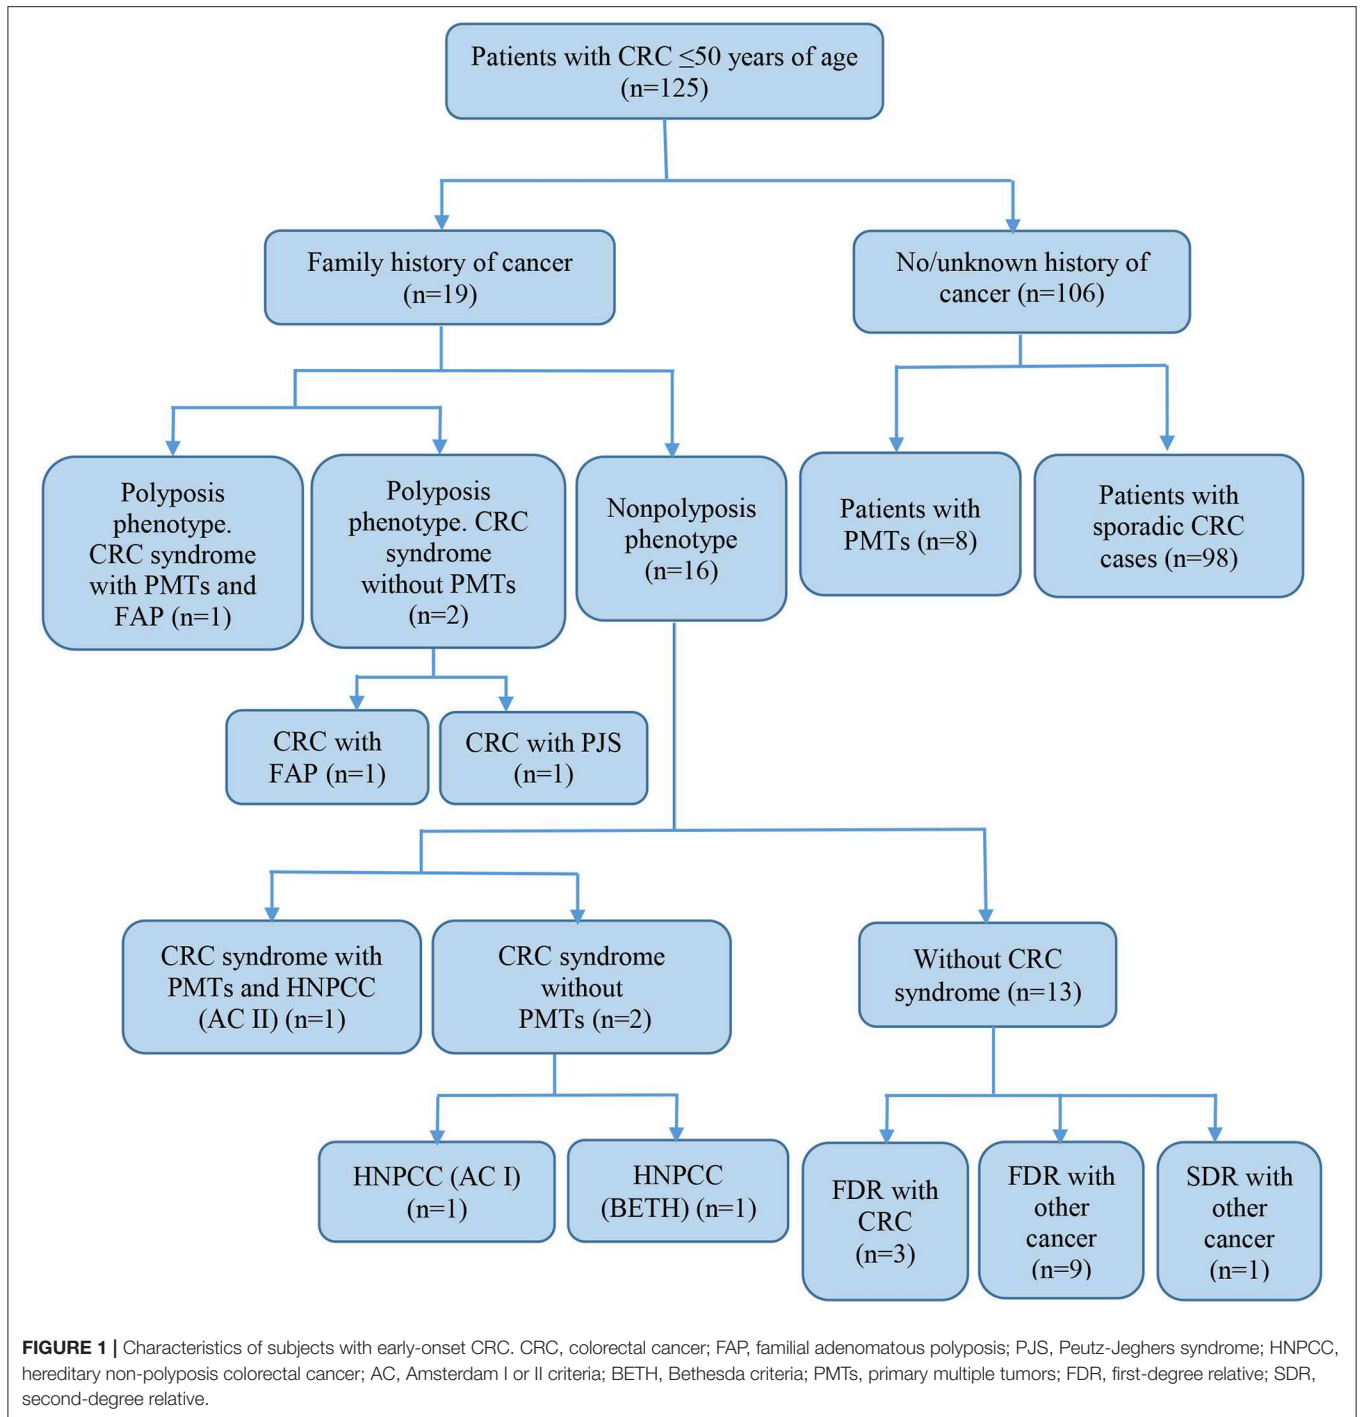 Patients with CRC ≤50 years of age
(n=125)
Family history of cancer
(n=19)
No/unknown history of
cancer (n=106)
Polyposis
phenotype.
CRC syndrome
with PMTs and
FAP (n=1)
Polyposis
phenotype. CRC
syndrome
without PMTs
(n=2)
Nonpolyposis
phenotype
(n=16)
Patients with
PMTs (n=8)
Patients with
sporadic CRC
cases (n=98)
CRC with
FAP (n=1)
CRC with PJS
(n=1)
CRC syndrome with
PMTs and HNPCC
(AC II) (n=1)
CRC syndrome
without
PMTs (n=2)
Without CRC
syndrome (n=13)
HNPCC (AC I)
(n=1)
HNPCC
(BETH) (n=1)
FDR with
CRC
(n=3)
FDR with
other
cancer
(n=9)
SDR with
other
cancer
(n=1)
FIGURE 1 | Characteristics of subjects with early-onset CRC. CRC, colorectal cancer; FAP, familial adenomatous polyposis; PJS, Peutz-Jeghers syndrome; HNPCC,
hereditary non-polyposis colorectal cancer; AC, Amsterdam I or II criteria; BETH, Bethesda criteria; PMTs, primary multiple tumors; FDR, first-degree relative; SDR,
second-degree relative.